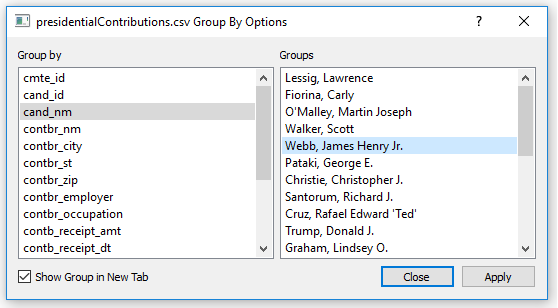 presidentialContributions.csv Group By Options
?
Group by
cmte_id
cand_id
cand_nm
contbr_nm
contbr_city
contbr_st
contbr_zip
contbr_employer
contbr_occupation
contb_receipt_amt
contb_receipt_dt
Groups
Lessig, Lawrence
Fiorina, Carly
O'Malley, Martin Joseph
Walker, Scott
Webb, James Henry Jr.
Pataki, George E.
Christie, Christopher J.
Santorum, Richard J.
Cruz, Rafael Edward 'Ted'
Trump, Donald J.
Graham, Lindsey O.
Show Group in New Tab
Close
Apply